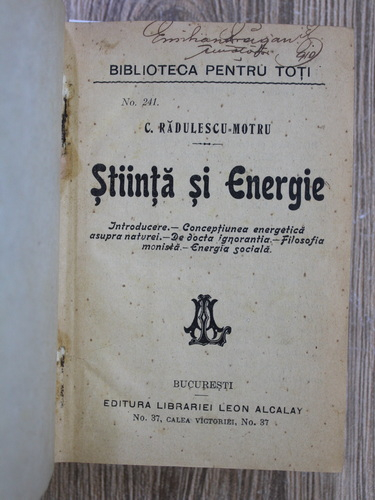 BIBLIOTECA PENTRU TOȚI
No. 241.
C. RĂDULESCU-MOTRU
Știință și Energie
Introducere.—Concepțiunea energetică
asupra naturei.—De docta ignorantia.—Filosofia
monistă.—Energia socială.
AL
BUCUREȘTI
EDITURA LIBRARIEI LEON ALCALAY
No. 37, CALEA VICTORIEI, No. 37